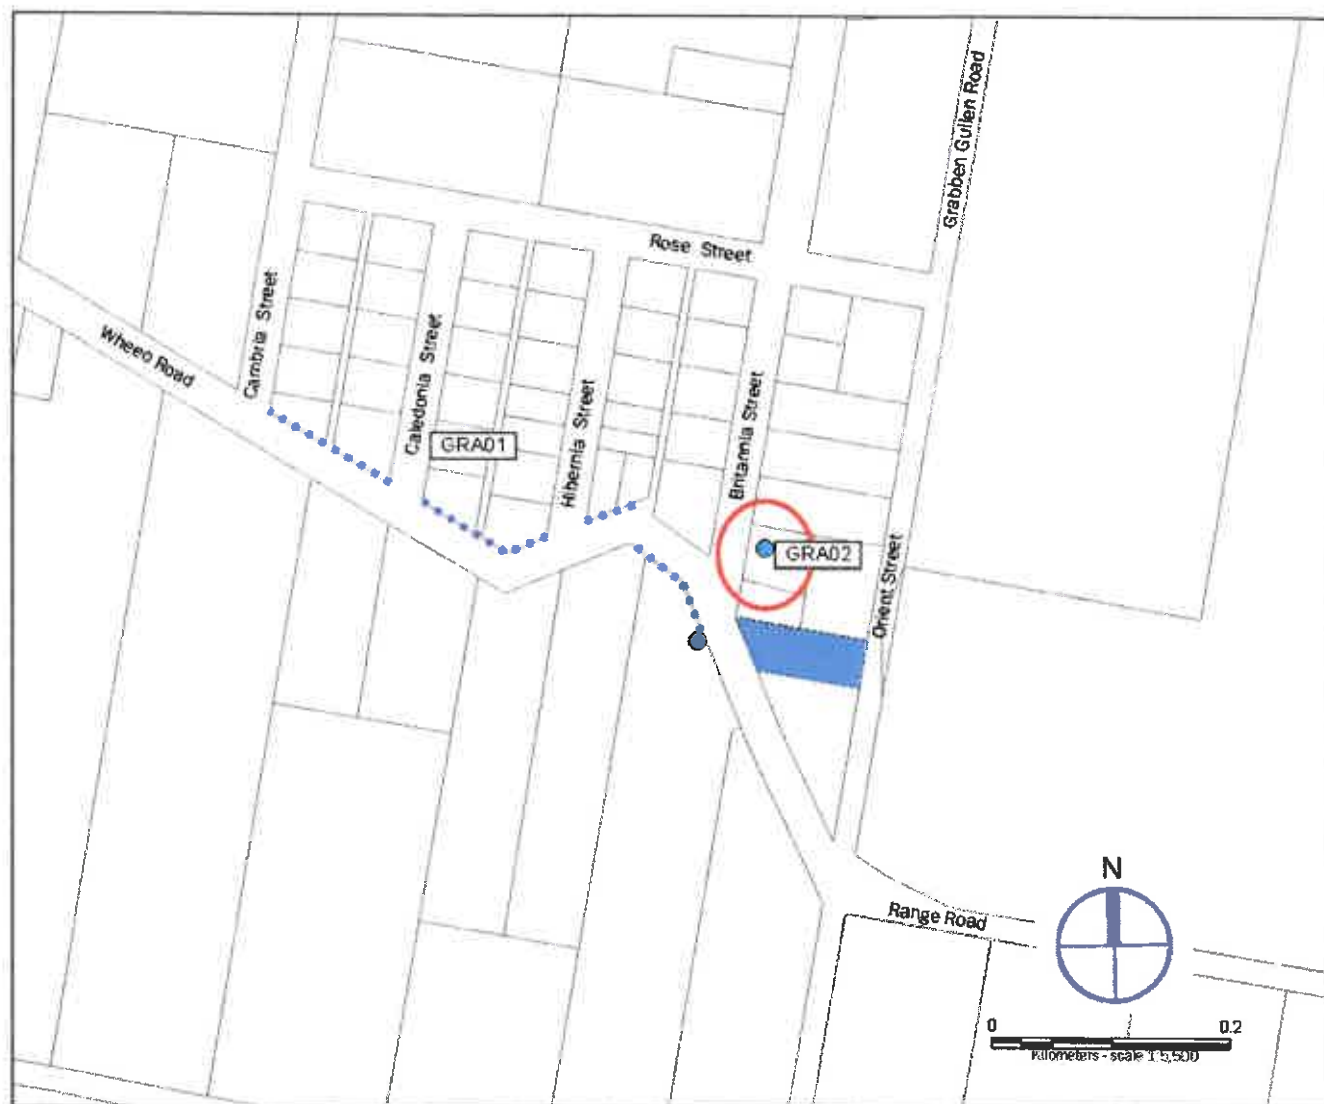 Grabben Gullen Road
Rose Street
Cambria Street
Wheeo Road
Caledonia Street
GRA01
Hibernia Street
Britannia Street
GRA02
Orient Street
N
Range Road
0 0.2
Kilometers - scale 1:5,500